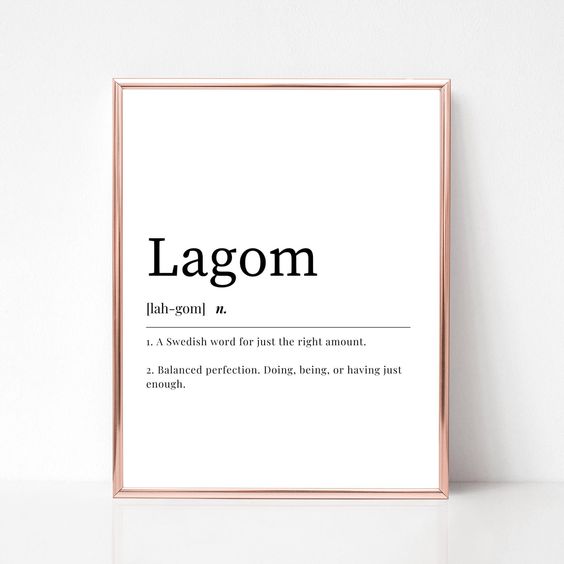 Lagom
[lah-gom] n.
1. A Swedish word for just the right amount.
2. Balanced perfection. Doing, being, or having just
enough.